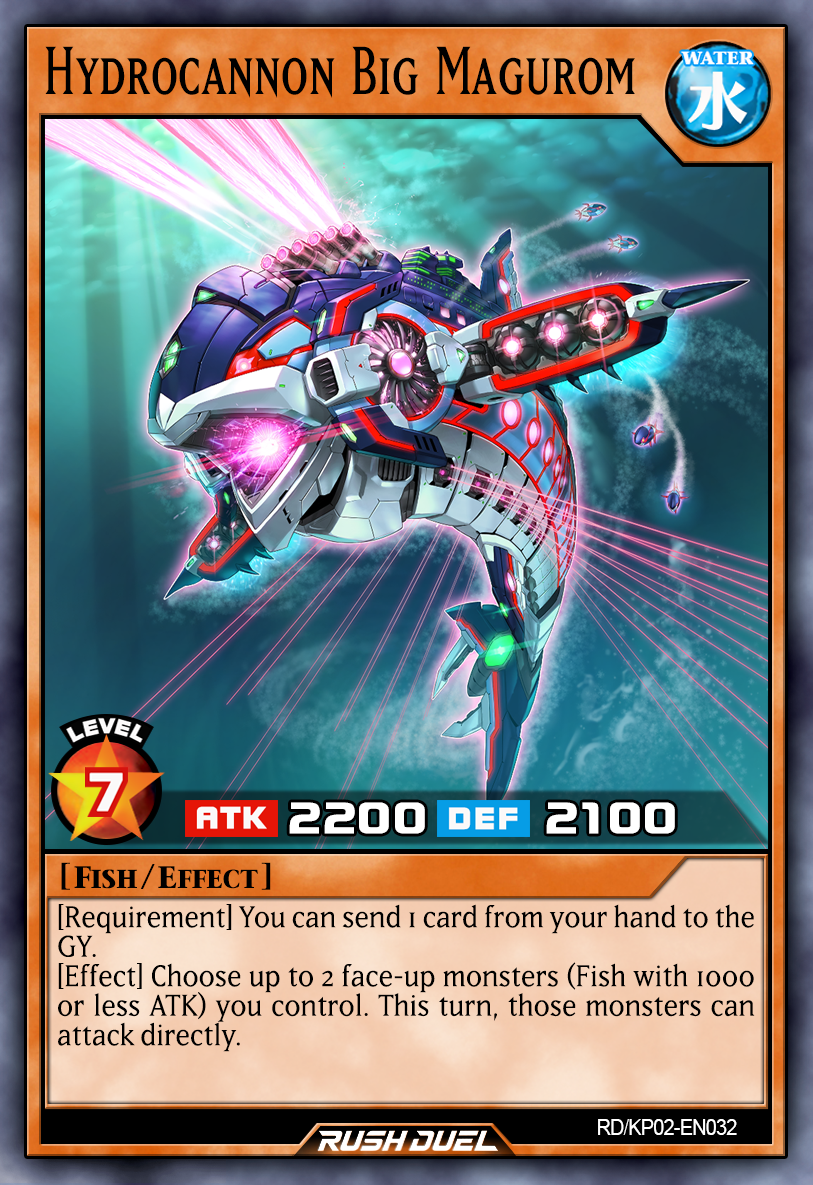 Hydrocannon Big Magurom
WATER
水
LEVEL
7
ATK 2200 DEF 2100
[Fish/Effect]
[Requirement] You can send 1 card from your hand to the
GY.
[Effect] Choose up to 2 face-up monsters (Fish with 1000
or less ATK) you control. This turn, those monsters can
attack directly.
RD/KP02-EN032
RUSH DUEL